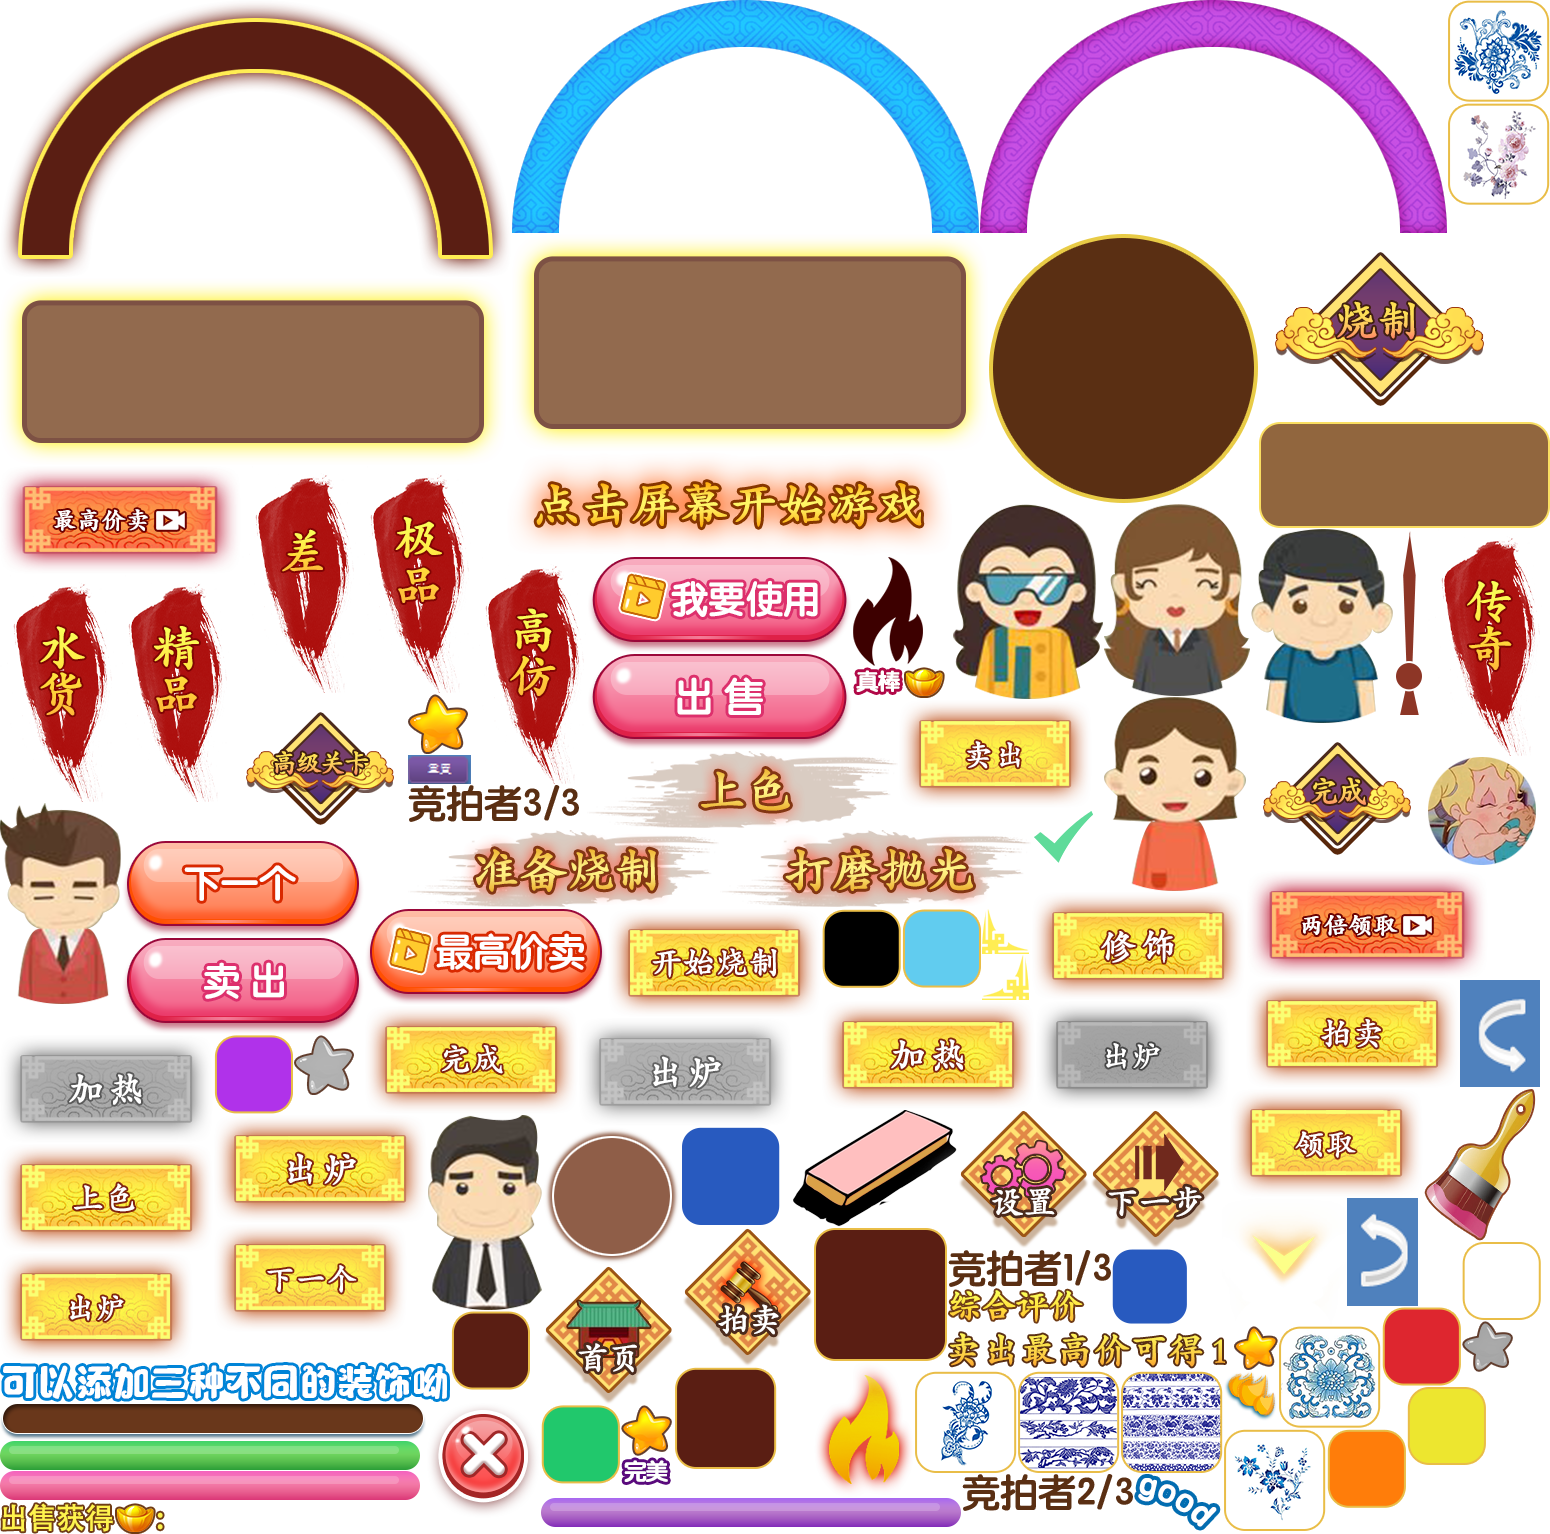 烧制
最高价卖
差
极品
点击屏幕开始游戏
水货
精品
高仿
我要使用
出售
真棒
传奇
卖出
高级关卡
竞拍者3/3
上色
完成
下一个
准备烧制
打磨抛光
卖出
最高价卖
开始烧制
修饰
两倍领取
加热
完成
出炉
加热
出炉
拍卖
上色
出炉
设置
下一步
领取
出炉
下一个
首页
拍卖
竞拍者1/3
综合评价
卖出最高价可得1
可以添加三种不同的装饰呦
完美
竞拍者2/3
good
出售获得: